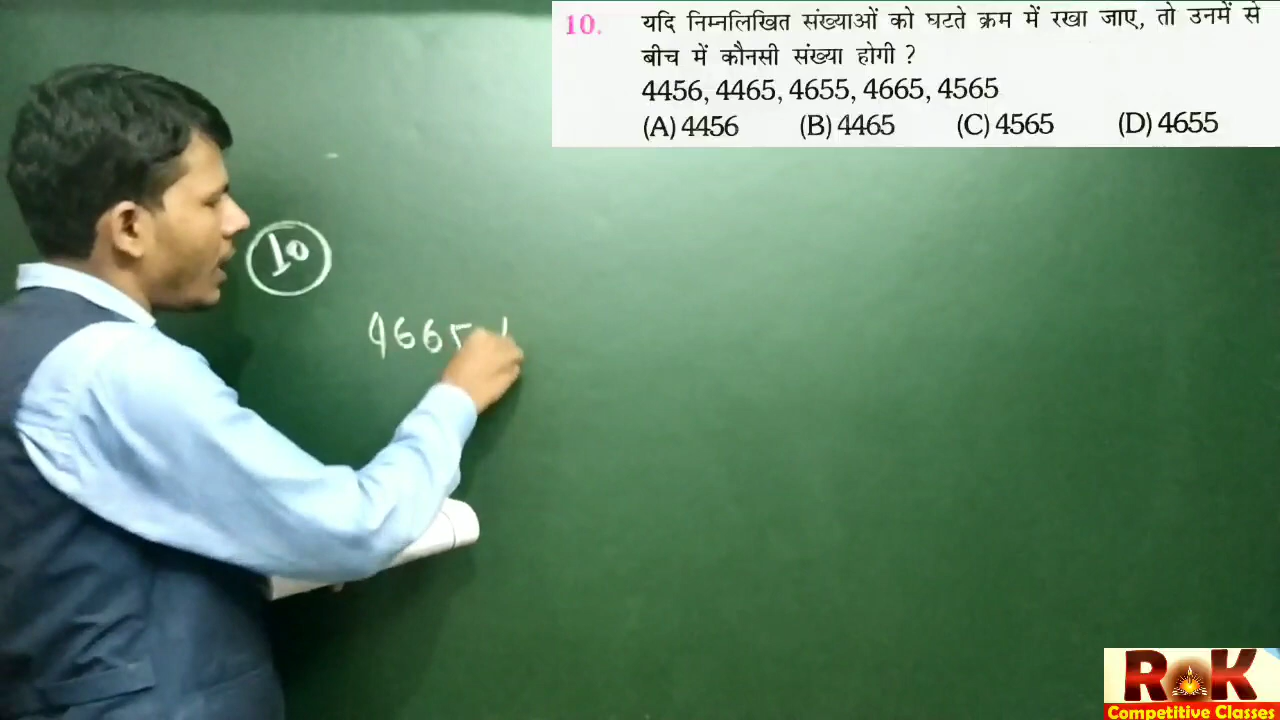 10. यदि निम्नलिखित संख्याओं को घटते क्रम में रखा जाए, तो उनमें से
बीच में कौनसी संख्या होगी ?
4456, 4465, 4655, 4665, 4565
(A) 4456 (B) 4465 (C) 4565 (D) 4655
10
4665
RK
Competitive Classes